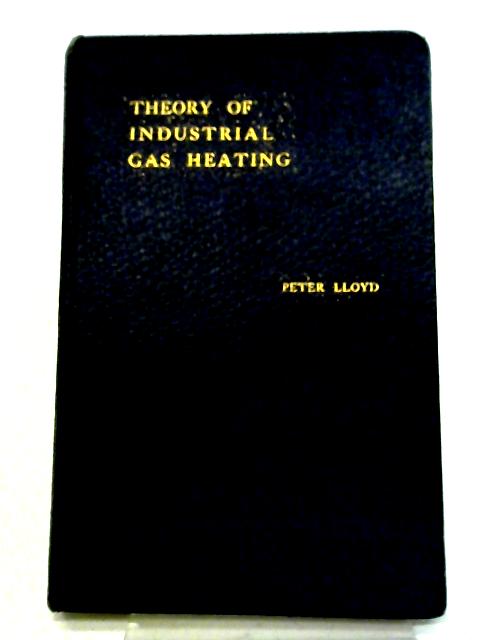 THEORY OF
INDUSTRIAL
GAS HEATING
PETER LLOYD